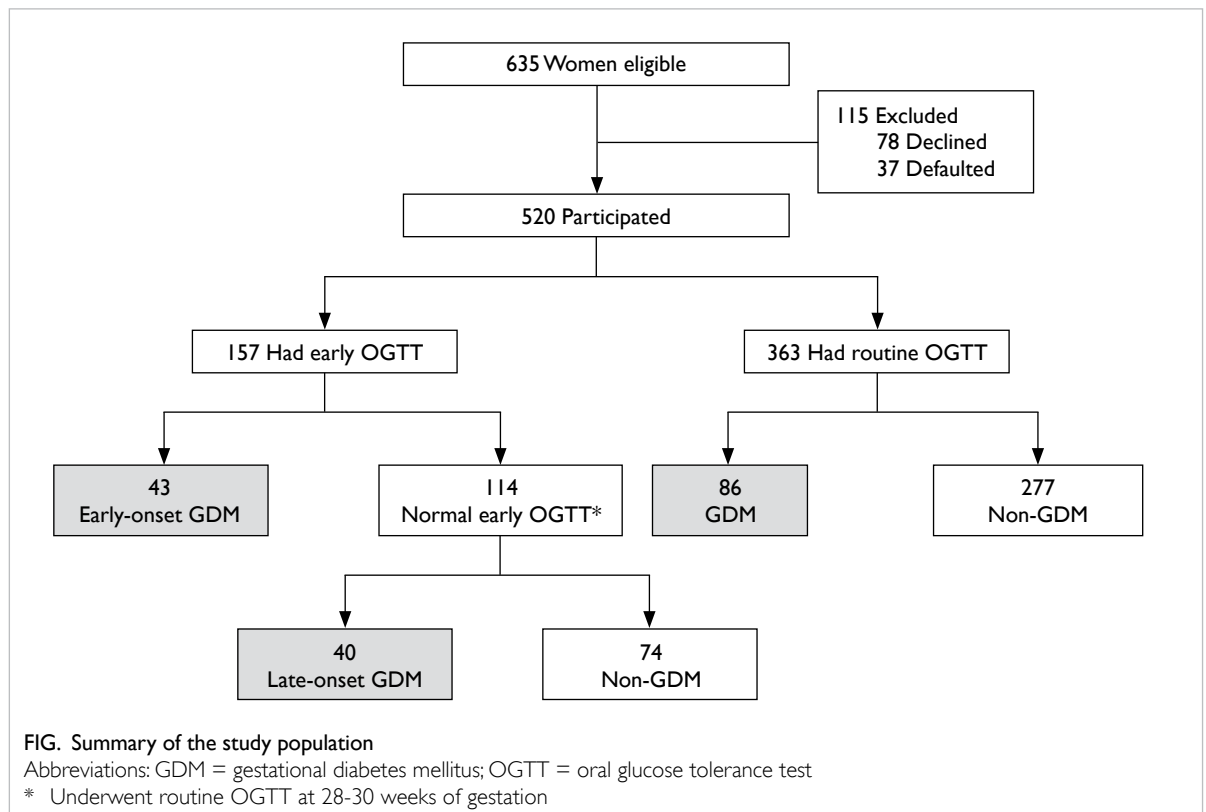 635 Women eligible
115 Excluded
78 Declined
37 Defaulted
520 Participated
157 Had early OGTT
363 Had routine OGTT
43
Early-onset GDM
114
Normal early OGTT*
86
GDM
277
Non-GDM
40
Late-onset GDM
74
Non-GDM
FIG. Summary of the study population
Abbreviations: GDM = gestational diabetes mellitus; OGTT = oral glucose tolerance test
* Underwent routine OGTT at 28-30 weeks of gestation